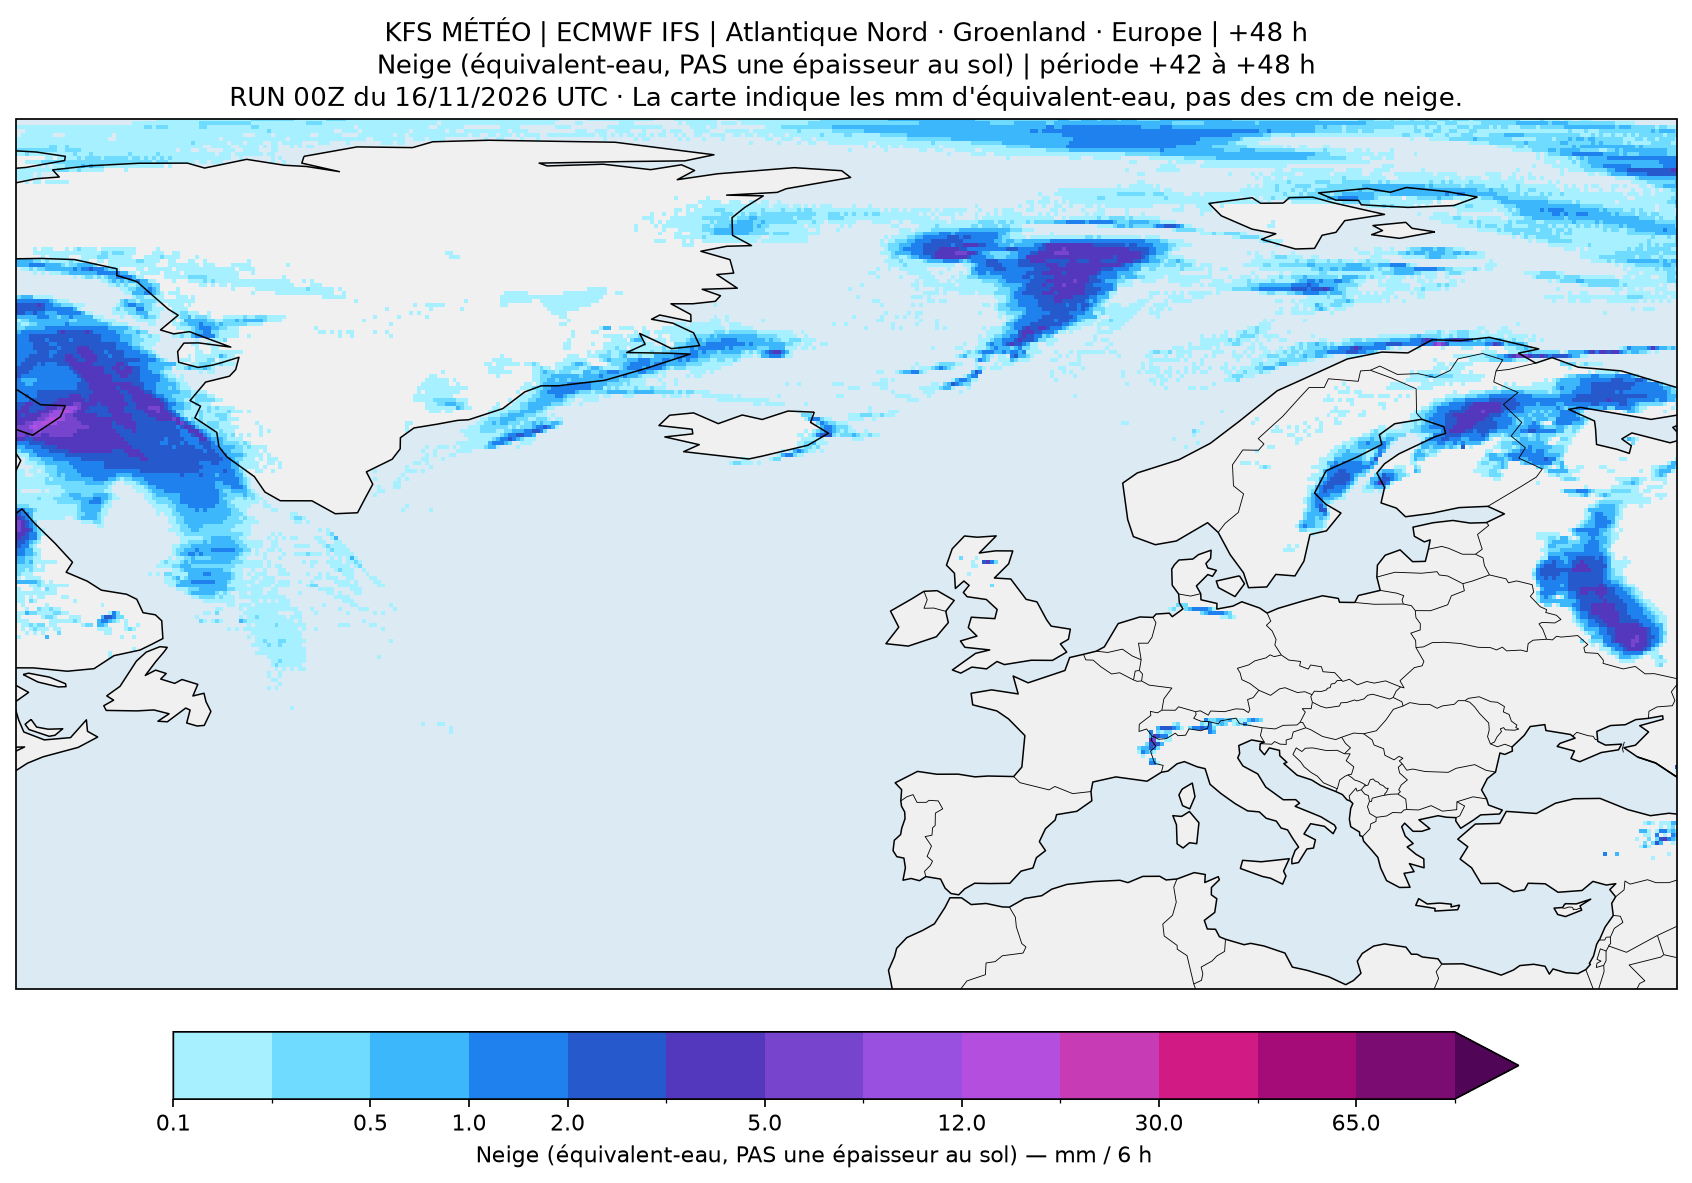 KFS MÉTÉO | ECMWF IFS | Atlantique Nord · Groenland · Europe | +48 h
Neige (équivalent-eau, PAS une épaisseur au sol) | période +42 à +48 h
RUN 00Z du 16/11/2026 UTC · La carte indique les mm d'équivalent-eau, pas des cm de neige.
0.1 0.5 1.0 2.0 5.0 12.0 30.0 65.0
Neige (équivalent-eau, PAS une épaisseur au sol) — mm / 6 h